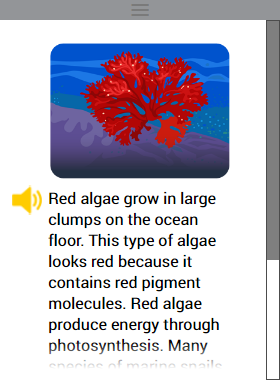 Red algae grow in large
clumps on the ocean
floor. This type of algae
looks red because it
contains red pigment
molecules. Red algae
produce energy through
photosynthesis. Many
species of marine snails